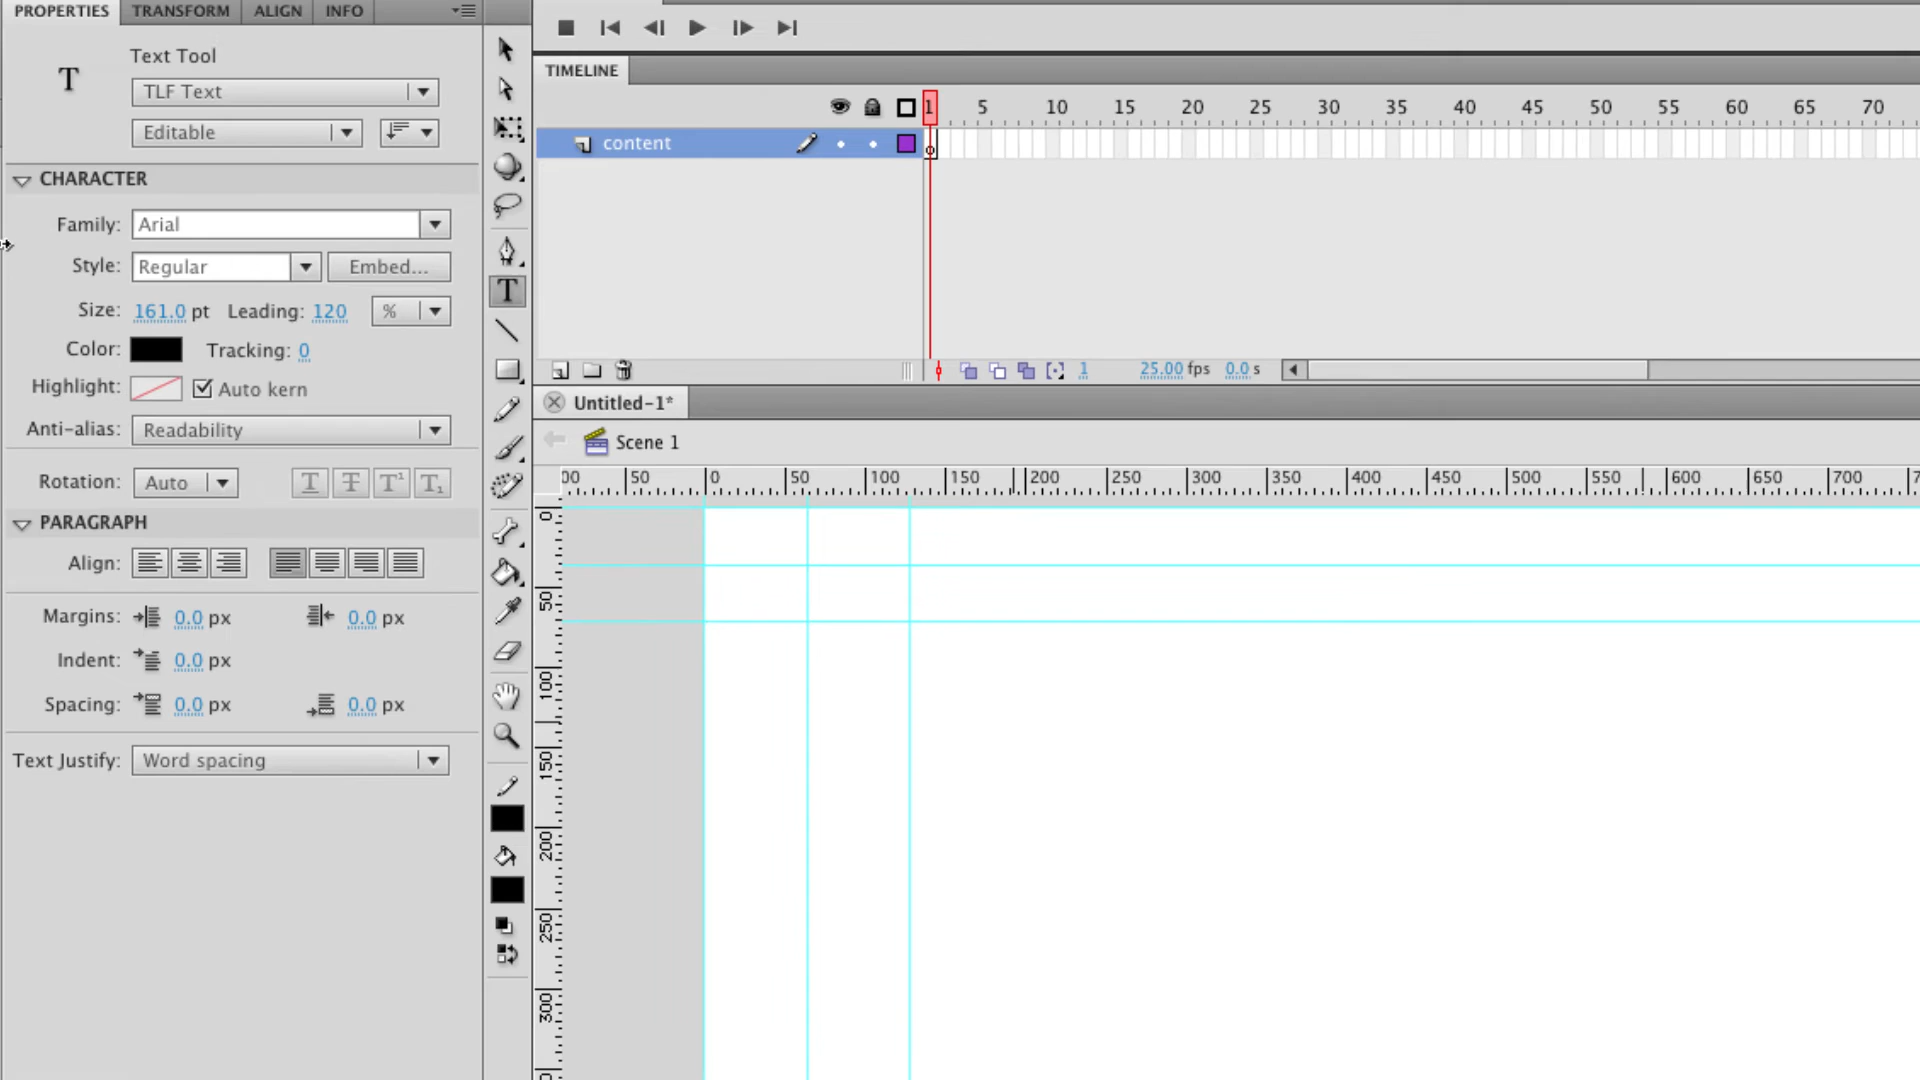 PROPERTIES TRANSFORM ALIGN INFO
Text Tool
T
TLF Text
Editable
CHARACTER
Family: Arial
Style: Regular Embed...
Size: 161.0 pt Leading: 120 %
Color: Tracking: 0
Highlight: Auto kern
Anti-alias: Readability
Rotation: Auto T T T¹ T₁
PARAGRAPH
Align:
Margins: 0.0 px 0.0 px
Indent: 0.0 px
Spacing: 0.0 px 0.0 px
Text Justify: Word spacing
T
TIMELINE
1 5 10 15 20 25 30 35 40 45 50 55 60 65 70
content
1 25.00 fps 0.0 s
Untitled-1*
Scene 1
00 50 0 50 100 150 200 250 300 350 400 450 500 550 600 650 700
0
50
100
150
200
250
300